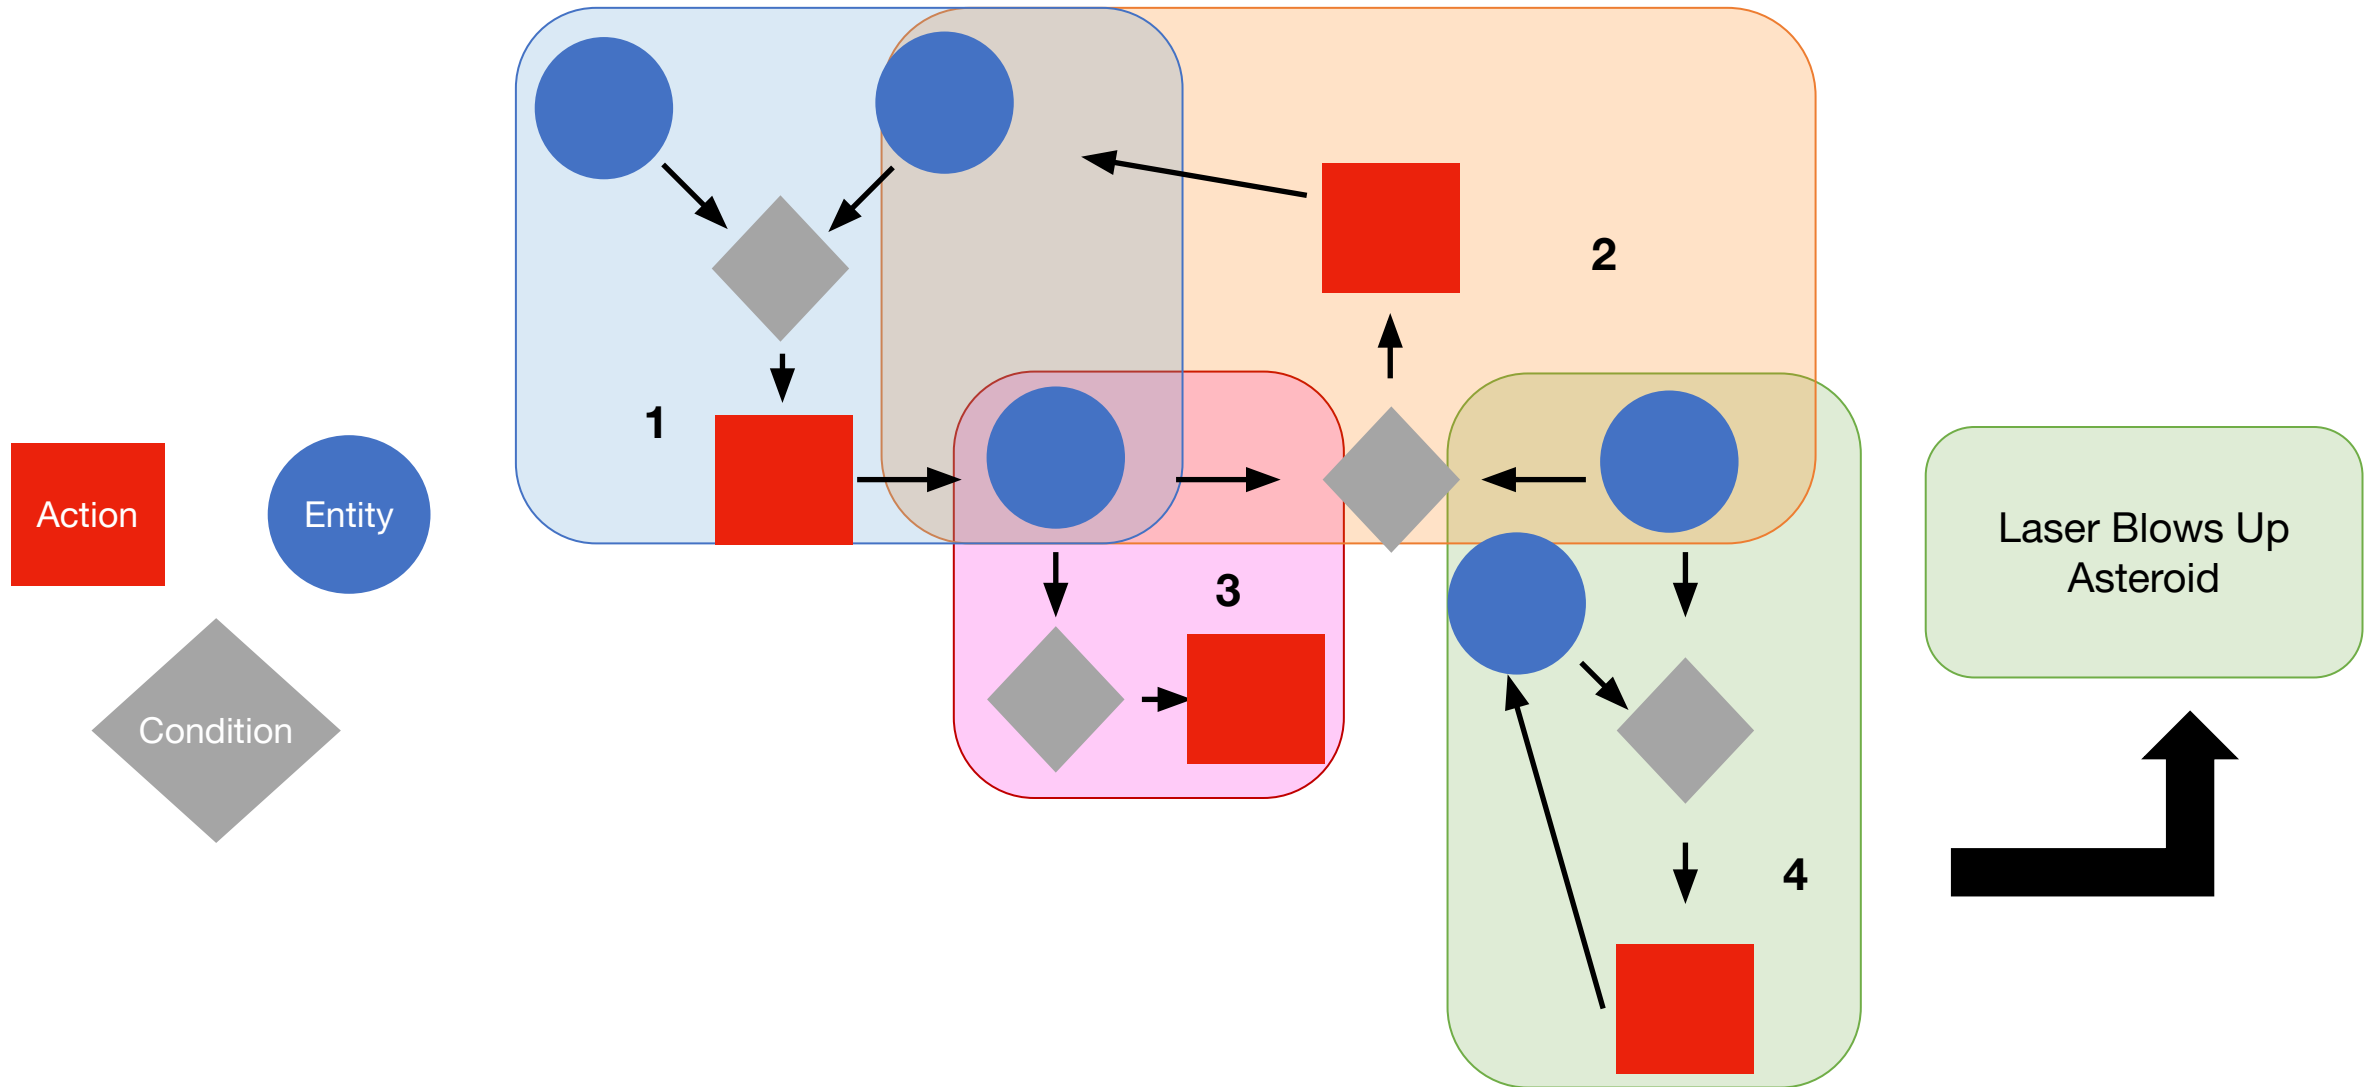 Action
Entity
Condition
1
2
3
4
Laser Blows Up
Asteroid